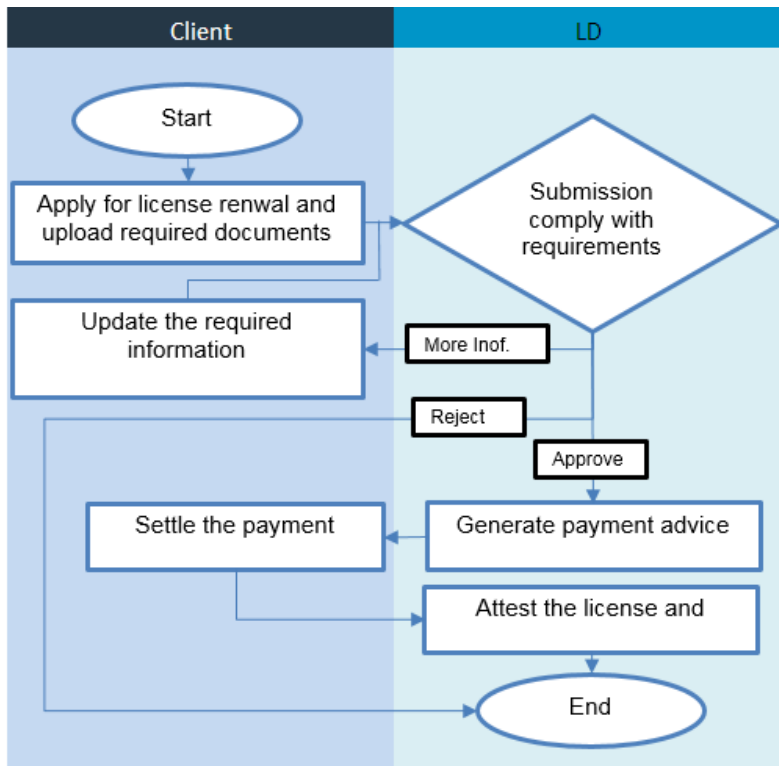 Client
LD
Start
Apply for license renwal and
upload required documents
Submission
comply with
requirements
Update the required
information
More Inof.
Reject
Approve
Settle the payment
Generate payment advice
Attest the license and
End